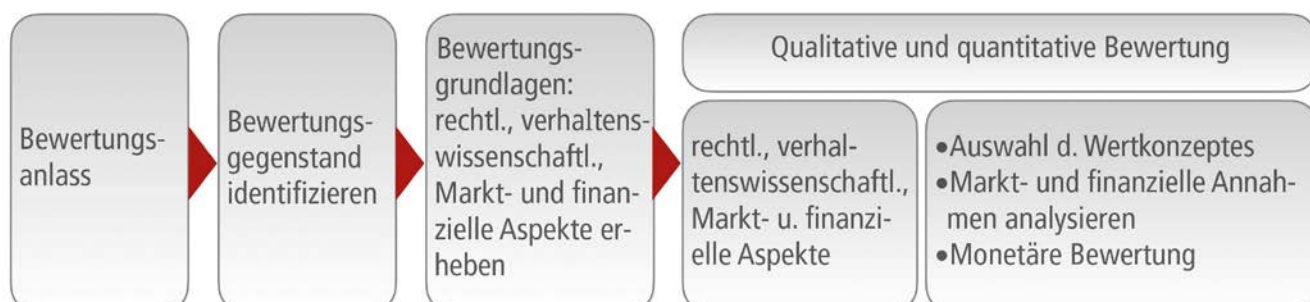 Bewertungs-
anlass
Bewertungs-
gegenstand
identifizieren
Bewertungs-
grundlagen:
rechtl., verhaltens-
wissenschaftl.,
Markt- und finan-
zielle Aspekte er-
heben
Qualitative und quantitative Bewertung
rechtl., verhal-
tenswissenschaftl.,
Markt- u. finanzi-
elle Aspekte
•Auswahl d. Wertkonzeptes
•Markt- und finanzielle Annah-
men analysieren
•Monetäre Bewertung